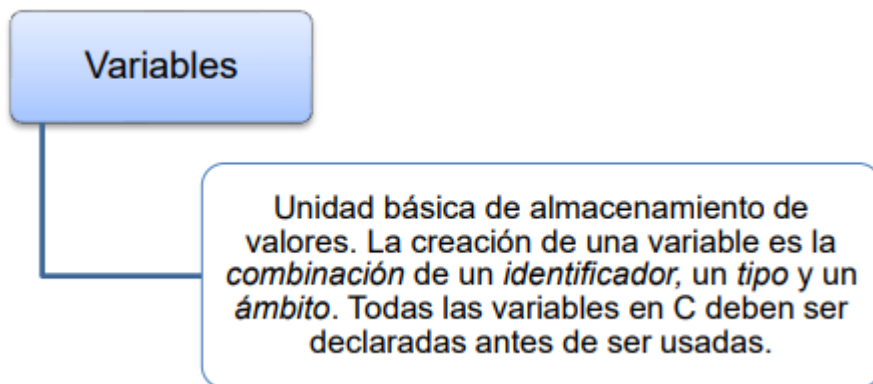 Variables
Unidad básica de almacenamiento de
valores. La creación de una variable es la
combinación de un identificador, un tipo y un
ámbito. Todas las variables en C deben ser
declaradas antes de ser usadas.